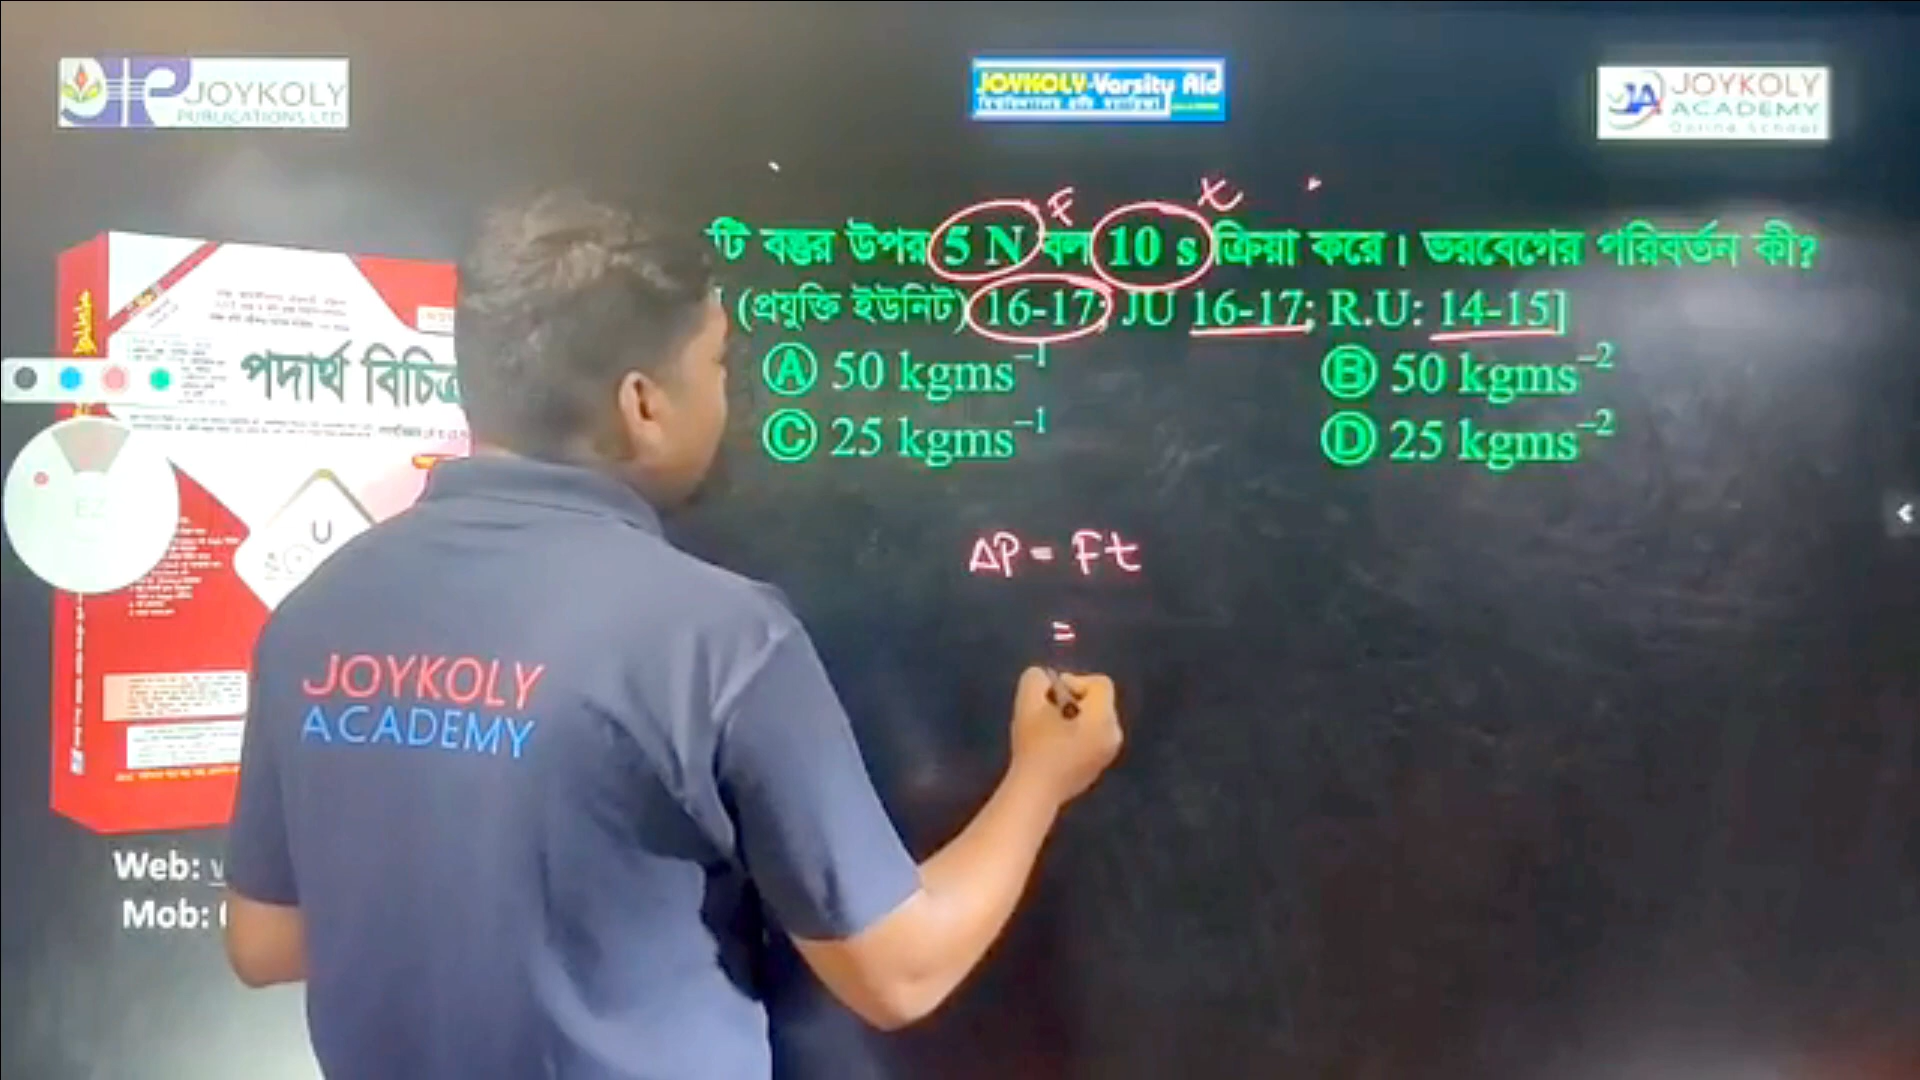 JOYKOLY
PUBLICATIONS LTD
JOYKOLY-Varsity Aid
JA JOYKOLY
ACADEMY
Online School
F t
টি বস্তুর উপর 5 N বল 10 s ক্রিয়া করে। ভরবেগের পরিবর্তন কী?
(প্রযুক্তি ইউনিট) 16-17; JU 16-17; R.U: 14-15]
Ⓐ 50 kgms⁻¹ Ⓑ 50 kgms⁻²
Ⓒ 25 kgms⁻¹ Ⓓ 25 kgms⁻²
পদার্থ বিচিত্র
U
EZ
ΔP = Ft
=
JOYKOLY
ACADEMY
Web:
Mob: